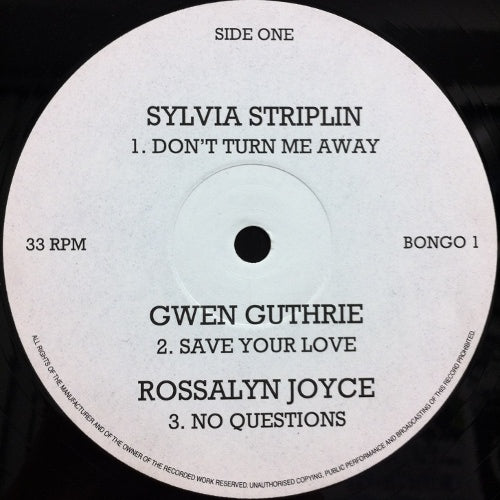 SIDE ONE
SYLVIA STRIPLIN
1. DON'T TURN ME AWAY
33 RPM
BONGO 1
GWEN GUTHRIE
2. SAVE YOUR LOVE
ROSSALYN JOYCE
3. NO QUESTIONS
ALL RIGHTS OF THE MANUFACTURER AND OF THE OWNER OF THE RECORDED WORK RESERVED. UNAUTHORISED COPYING, PUBLIC PERFORMANCE AND BROADCASTING OF THIS RECORD PROHIBITED.